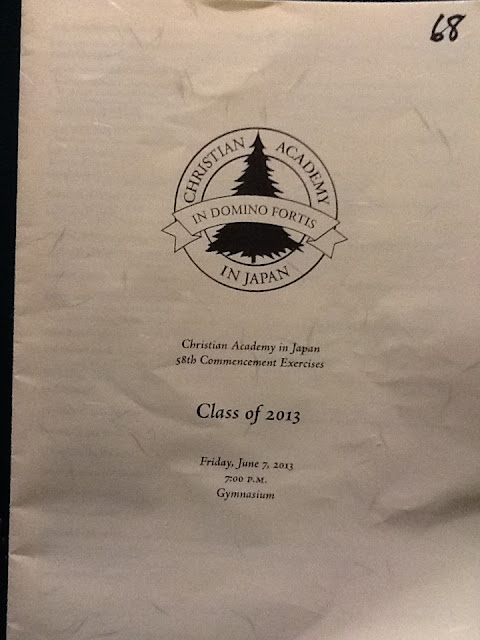 68
CHRISTIAN ACADEMY
IN DOMINO FORTIS
IN JAPAN
Christian Academy in Japan
58th Commencement Exercises
Class of 2013
Friday, June 7, 2013
7:00 P.M.
Gymnasium